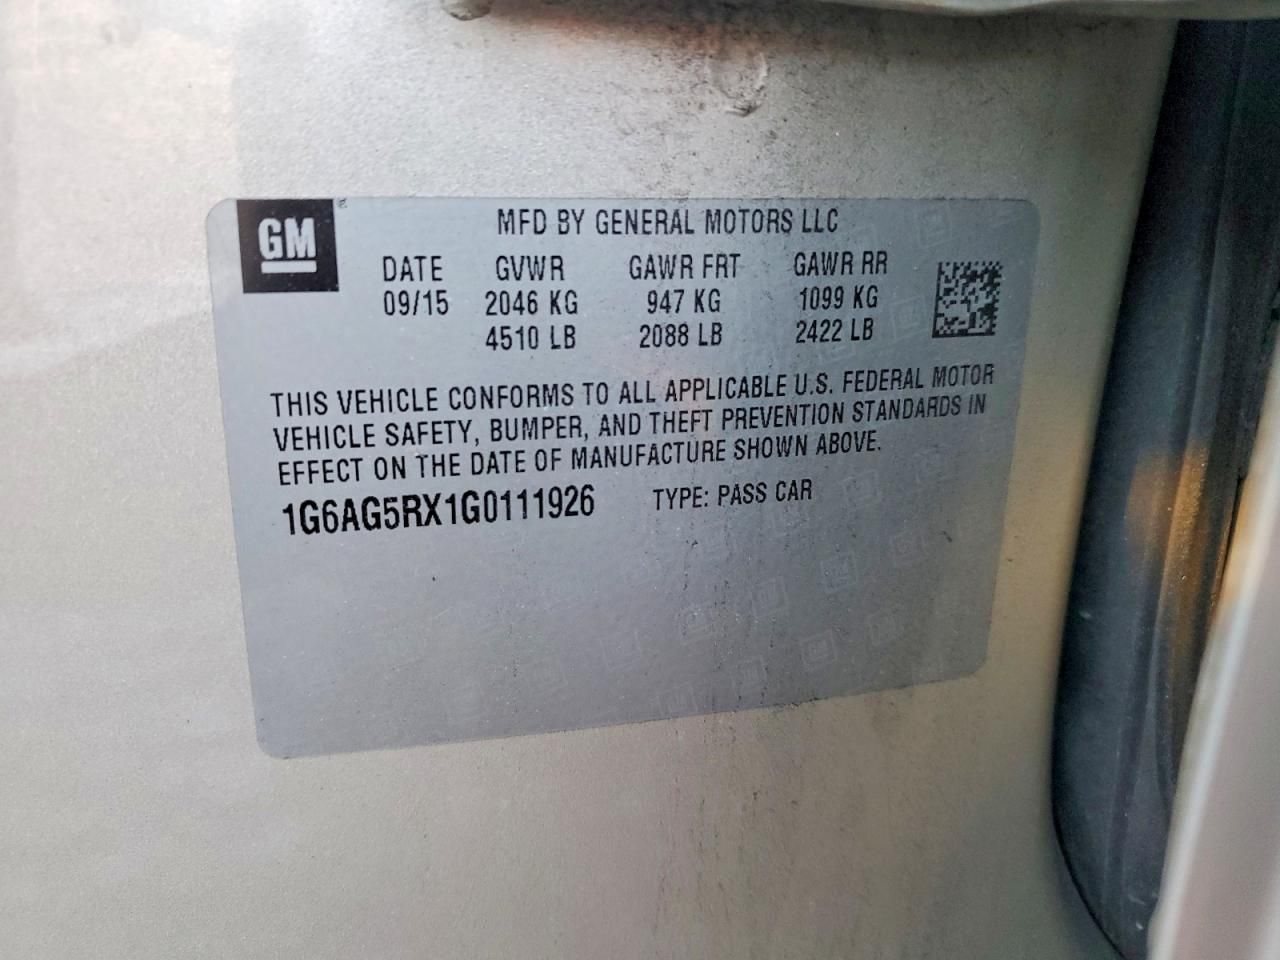 GM
MFD BY GENERAL MOTORS LLC
DATE GVWR GAWR FRT GAWR RR
09/15 2046 KG 947 KG 1099 KG
4510 LB 2088 LB 2422 LB
THIS VEHICLE CONFORMS TO ALL APPLICABLE U.S. FEDERAL MOTOR
VEHICLE SAFETY, BUMPER, AND THEFT PREVENTION STANDARDS IN
EFFECT ON THE DATE OF MANUFACTURE SHOWN ABOVE.
1G6AG5RX1G0111926 TYPE: PASS CAR